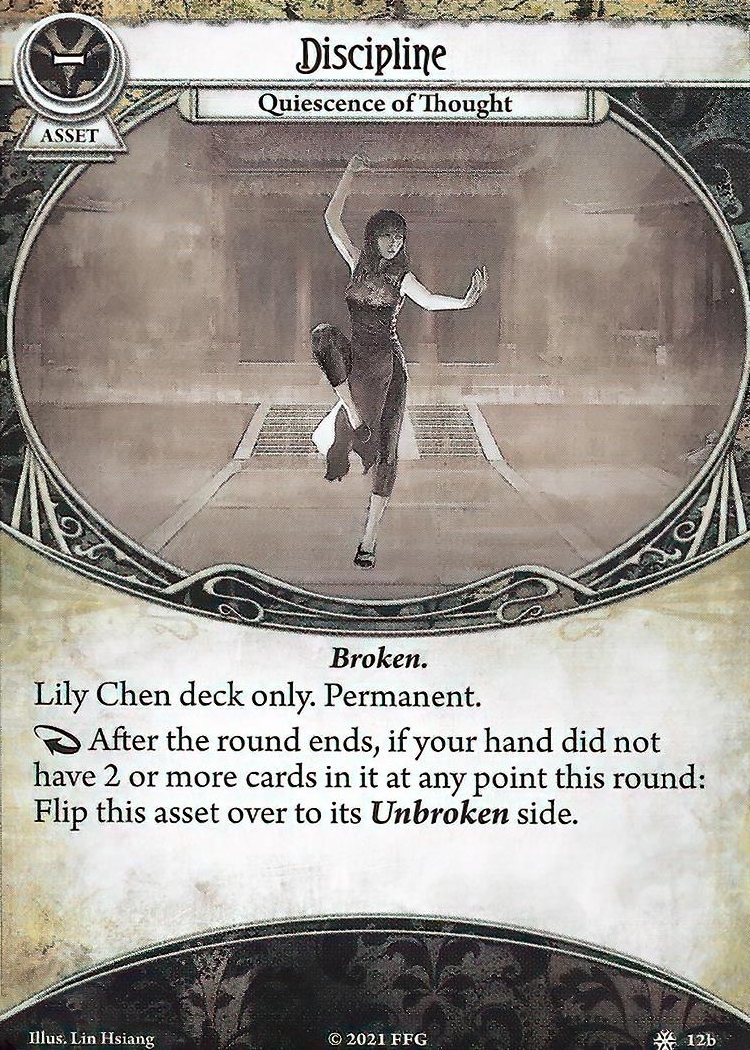 Discipline
Quiescence of Thought
ASSET
Broken.
Lily Chen deck only. Permanent.
After the round ends, if your hand did not
have 2 or more cards in it at any point this round:
Flip this asset over to its Unbroken side.
Illus. Lin Hsiang
© 2021 FFG
12b